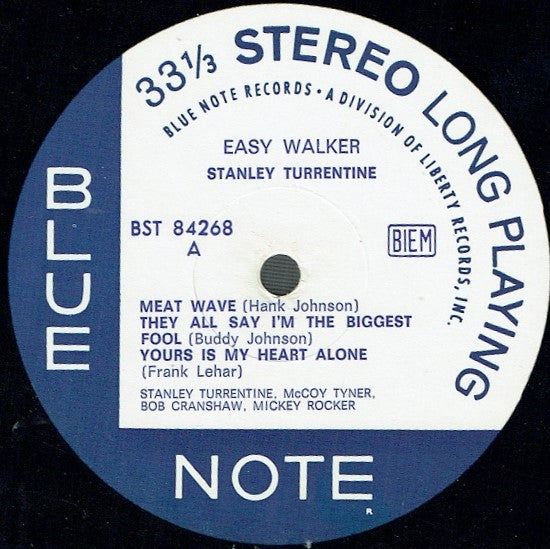 33⅓ STEREO LONG PLAYING
BLUE NOTE RECORDS • A DIVISION OF LIBERTY RECORDS, INC.
EASY WALKER
STANLEY TURRENTINE
BST 84268
A
BIEM
MEAT WAVE (Hank Johnson)
THEY ALL SAY I'M THE BIGGEST
FOOL (Buddy Johnson)
YOURS IS MY HEART ALONE
(Frank Lehar)
STANLEY TURRENTINE, McCOY TYNER,
BOB CRANSHAW, MICKEY ROCKER
BLUE
NOTE
R